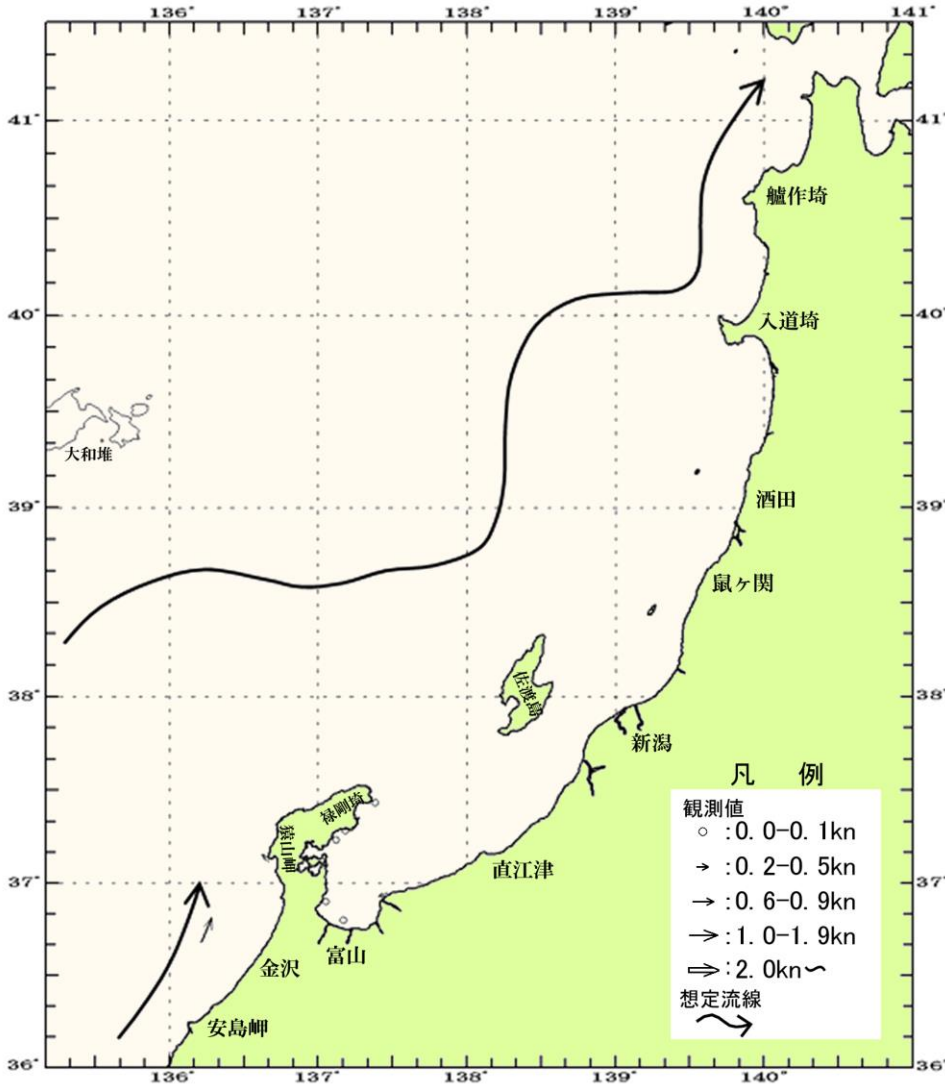 136° 137° 138° 139° 140° 141°
41° 41°
艫作埼
40° 入道埼 40°
大和堆
39° 酒田 39°
鼠ヶ関
38° 佐渡島 38°
新潟
禄剛埼
猿山岬
37° 直江津 37°
富山
金沢
安島岬
36° 36°
136° 137° 138° 139° 140°
凡 例
観測値
○ :0.0-0.1kn
→ :0.2-0.5kn
→ :0.6-0.9kn
→ :1.0-1.9kn
⇒ :2.0kn～
想定流線